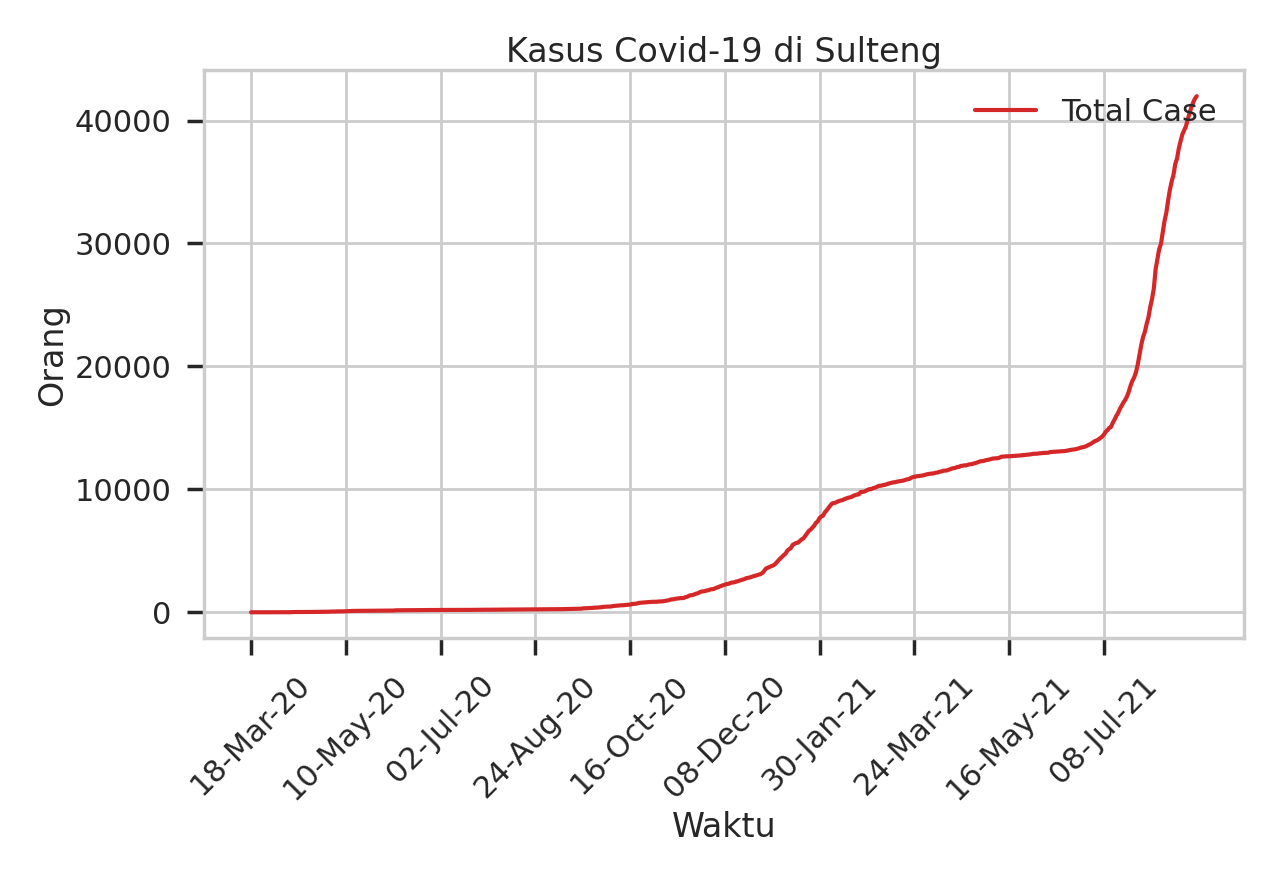 Kasus Covid-19 di Sulteng
Total Case
40000
30000
20000
10000
0
Orang
18-Mar-20
10-May-20
02-Jul-20
24-Aug-20
16-Oct-20
08-Dec-20
30-Jan-21
24-Mar-21
16-May-21
08-Jul-21
Waktu